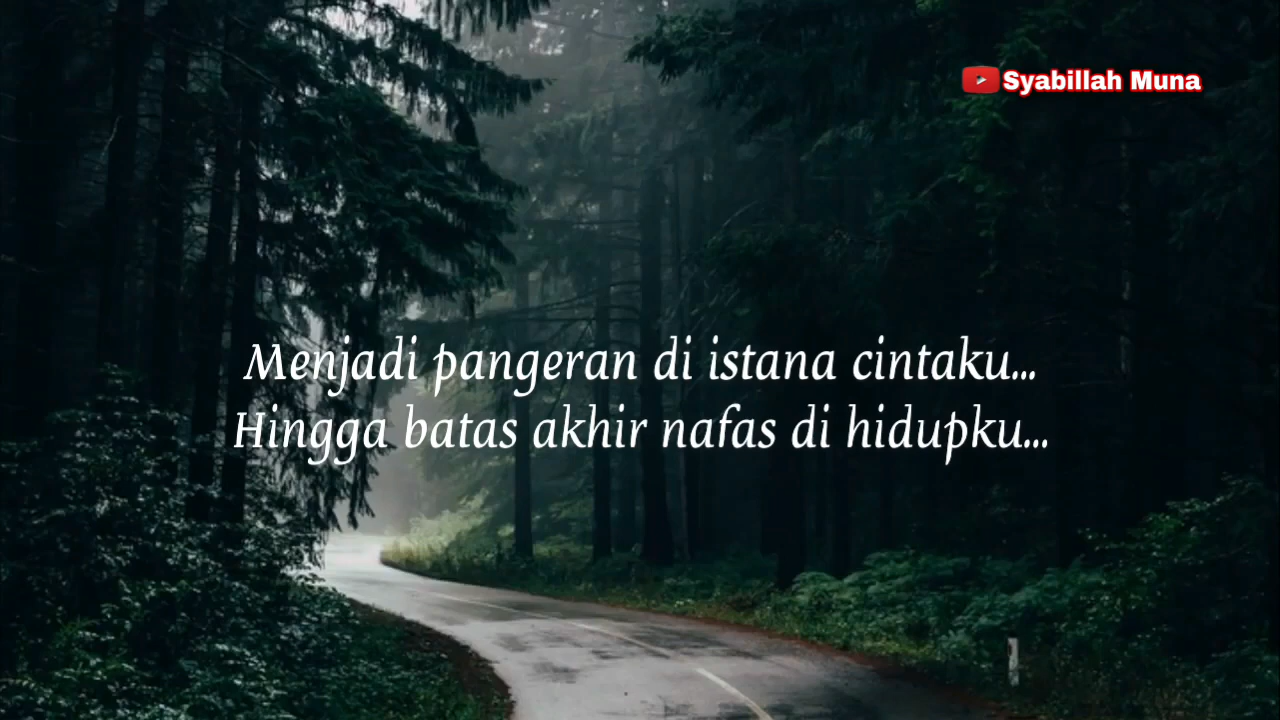 Syabillah Muna
Menjadi pangeran di istana cintaku...
Hingga batas akhir nafas di hidupku...